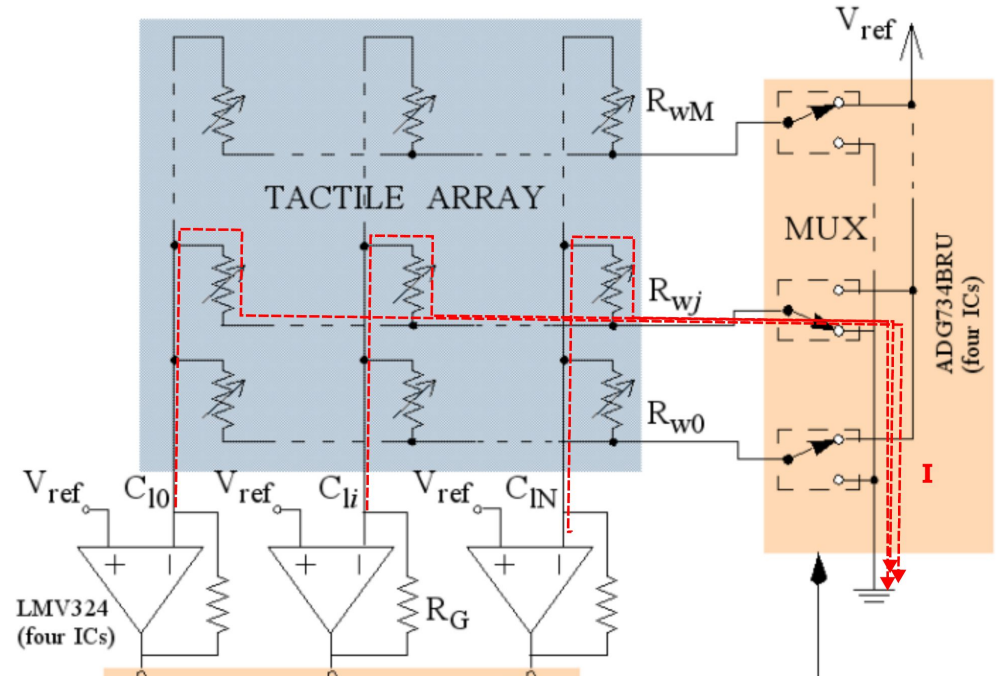 Vref
RwM
TACTILE ARRAY
MUX
Rwj
ADG734BRU
(four ICs)
Rw0
Vref
Cl0
Vref
Cli
Vref
ClN
I
+ −
+ −
+ −
LMV324
(four ICs)
RG